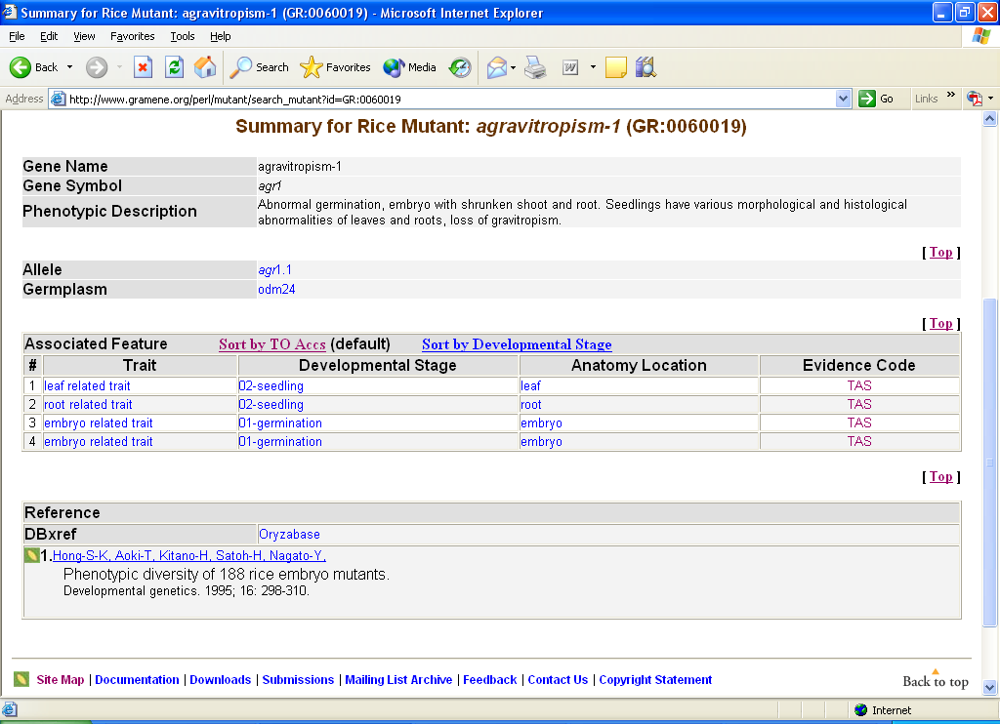 Summary for Rice Mutant: agravitropism-1 (GR:0060019) - Microsoft Internet Explorer
File Edit View Favorites Tools Help
Back Search Favorites Media
Address http://www.gramene.org/perl/mutant/search_mutant?id=GR:0060019 Go Links »
Summary for Rice Mutant: agravitropism-1 (GR:0060019)
Gene Name agravitropism-1
Gene Symbol agr1
Phenotypic Description Abnormal germination, embryo with shrunken shoot and root. Seedlings have various morphological and histological
abnormalities of leaves and roots, loss of gravitropism.
[ Top ]
Allele agr1.1
Germplasm odm24
[ Top ]
Associated Feature Sort by TO Accs (default) Sort by Developmental Stage
# Trait Developmental Stage Anatomy Location Evidence Code
1 leaf related trait 02-seedling leaf TAS
2 root related trait 02-seedling root TAS
3 embryo related trait 01-germination embryo TAS
4 embryo related trait 01-germination embryo TAS
[ Top ]
Reference
DBxref Oryzabase
1.Hong-S-K, Aoki-T, Kitano-H, Satoh-H, Nagato-Y,
Phenotypic diversity of 188 rice embryo mutants.
Developmental genetics. 1995; 16: 298-310.
Site Map | Documentation | Downloads | Submissions | Mailing List Archive | Feedback | Contact Us | Copyright Statement
Back to top
Internet